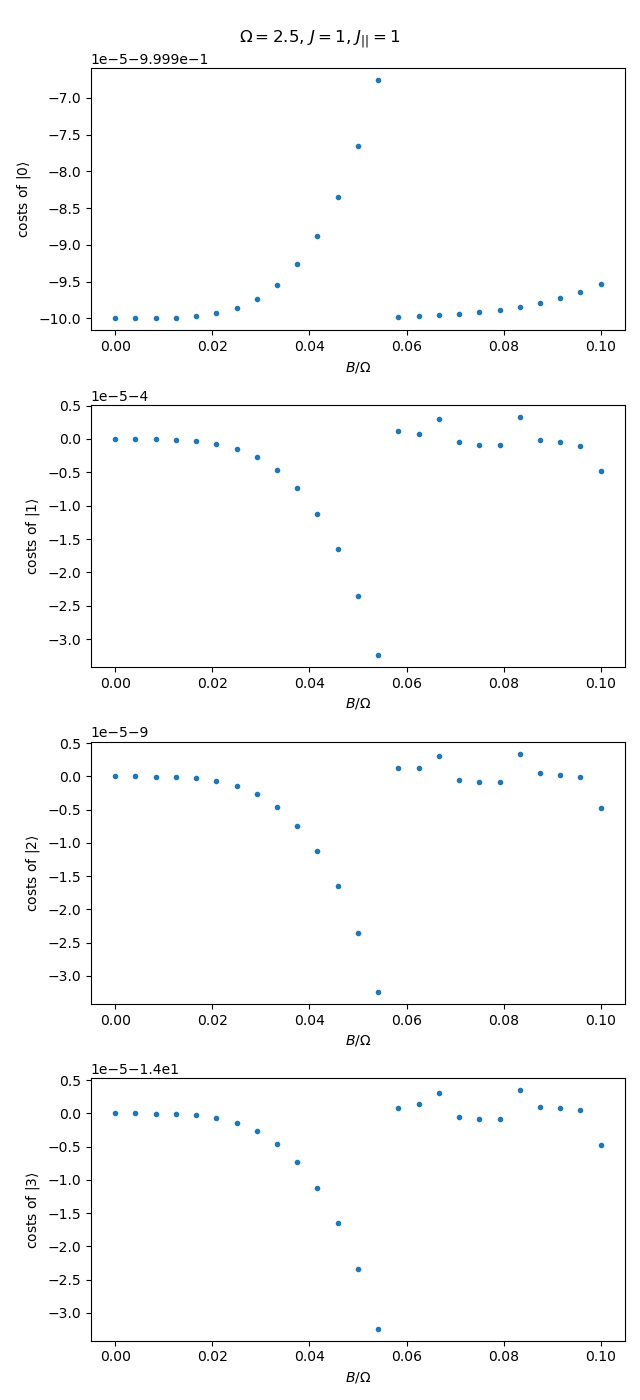 Ω = 2.5, J = 1, J_{||} = 1
1e−5−9.999e−1
−7.0
−7.5
−8.0
−8.5
−9.0
−9.5
−10.0
costs of |0⟩
0.00 0.02 0.04 0.06 0.08 0.10
B/Ω
1e−5−4
0.5
0.0
−0.5
−1.0
−1.5
−2.0
−2.5
−3.0
costs of |1⟩
0.00 0.02 0.04 0.06 0.08 0.10
B/Ω
1e−5−9
0.5
0.0
−0.5
−1.0
−1.5
−2.0
−2.5
−3.0
costs of |2⟩
0.00 0.02 0.04 0.06 0.08 0.10
B/Ω
1e−5−1.4e1
0.5
0.0
−0.5
−1.0
−1.5
−2.0
−2.5
−3.0
costs of |3⟩
0.00 0.02 0.04 0.06 0.08 0.10
B/Ω